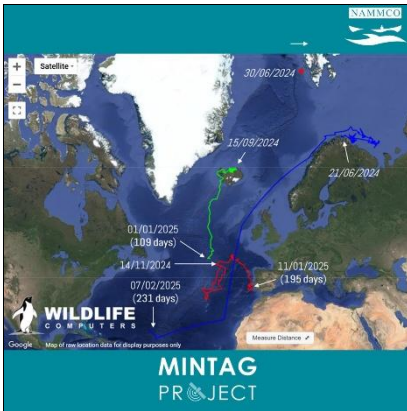 NAMMCO
+
Satellite
−
30/06/2024
15/09/2024
21/06/2024
01/01/2025
(109 days)
14/11/2024
11/01/2025
(195 days)
07/02/2025
(231 days)
WILDLIFE
COMPUTERS
Measure Distance
Google
Map of raw location data for display purposes only
MINTAG
PROJECT